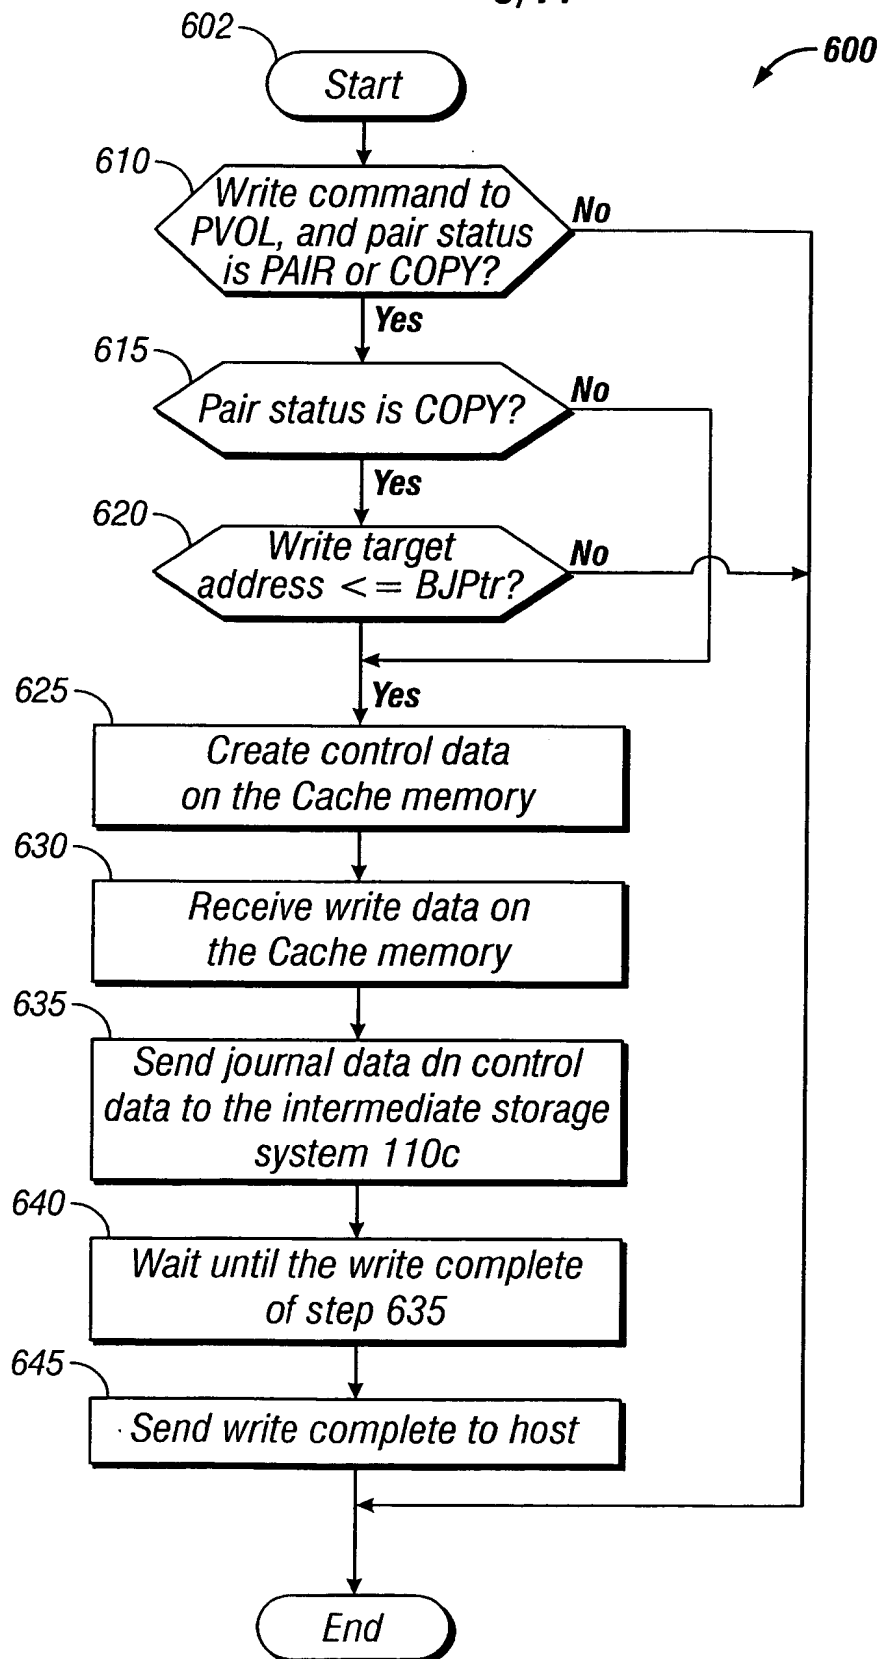 602
Start
600
610
Write command to
PVOL, and pair status
is PAIR or COPY?
No
Yes
615
Pair status is COPY?
No
Yes
620
Write target
address <= BJPtr?
No
Yes
625
Create control data
on the Cache memory
630
Receive write data on
the Cache memory
635
Send journal data dn control
data to the intermediate storage
system 110c
640
Wait until the write complete
of step 635
645
Send write complete to host
End